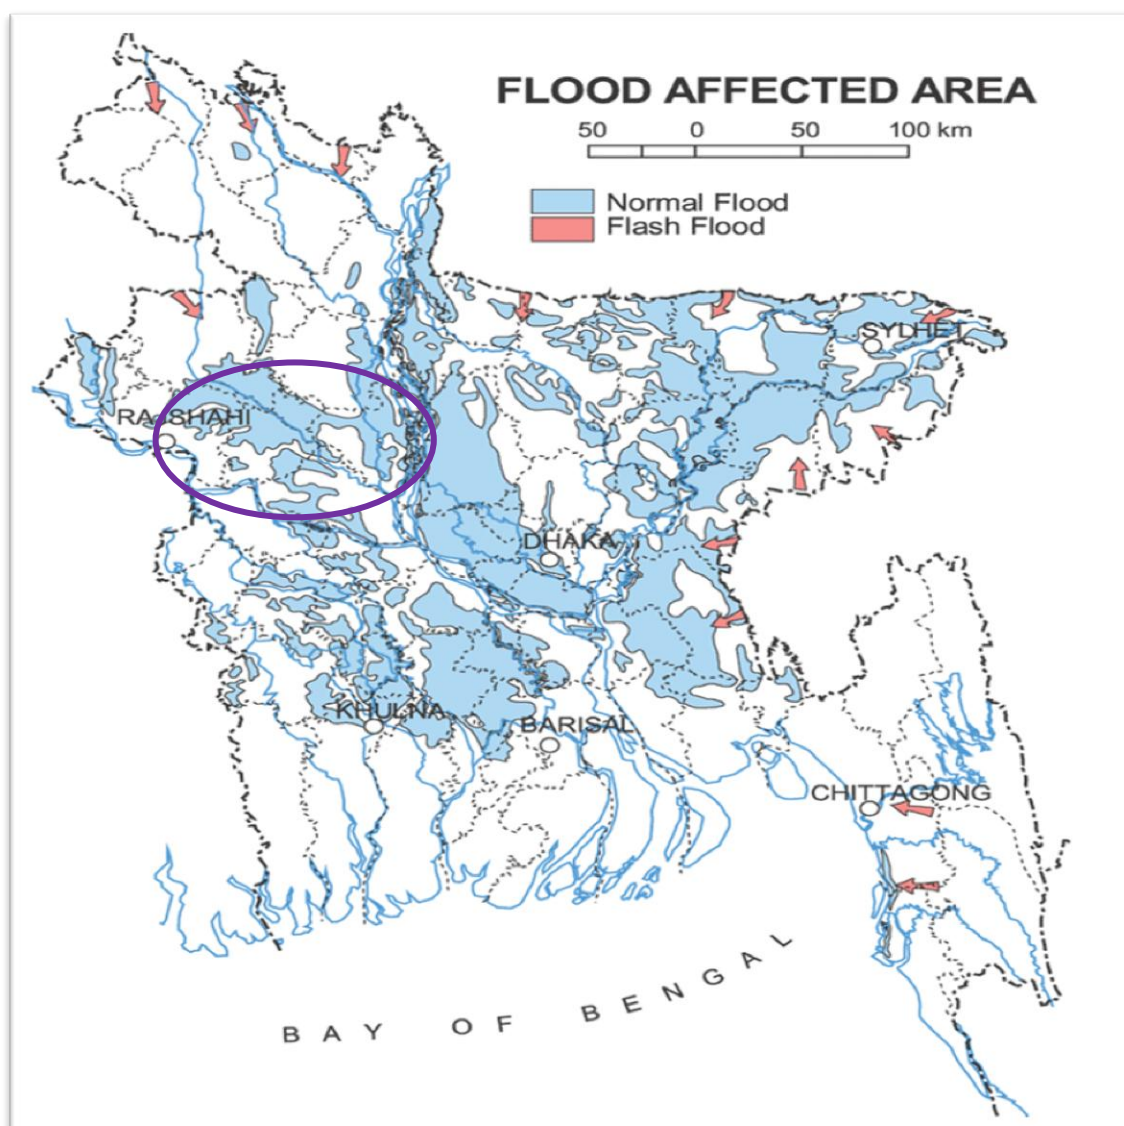 FLOOD AFFECTED AREA
50 0 50 100 km
Normal Flood
Flash Flood
SYLHET
RAJSHAHI
DHAKA
KHULNA
BARISAL
CHITTAGONG
BAY OF BENGAL